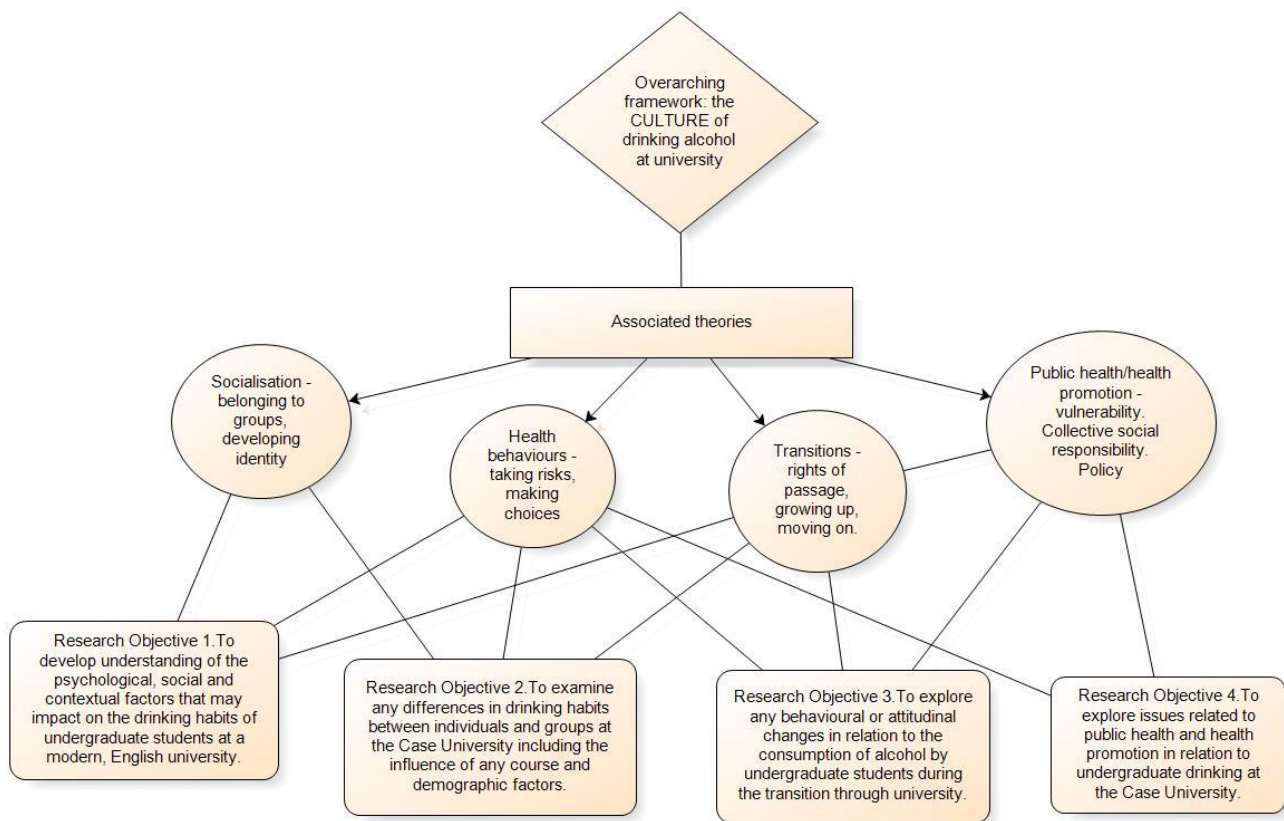 Overarching
framework: the
CULTURE of
drinking alcohol
at university
Associated theories
Socialisation -
belonging to
groups,
developing
identity
Health
behaviours -
taking risks,
making
choices
Transitions -
rights of
passage,
growing up,
moving on.
Public health/health
promotion -
vulnerability.
Collective social
responsibility.
Policy
Research Objective 1.To
develop understanding of the
psychological, social and
contextual factors that may
impact on the drinking habits of
undergraduate students at a
modern, English university.
Research Objective 2.To examine
any differences in drinking habits
between individuals and groups at
the Case University including the
influence of any course and
demographic factors.
Research Objective 3.To explore
any behavioural or attitudinal
changes in relation to the
consumption of alcohol by
undergraduate students during
the transition through university.
Research Objective 4.To
explore issues related to
public health and health
promotion in relation to
undergraduate drinking at
the Case University.